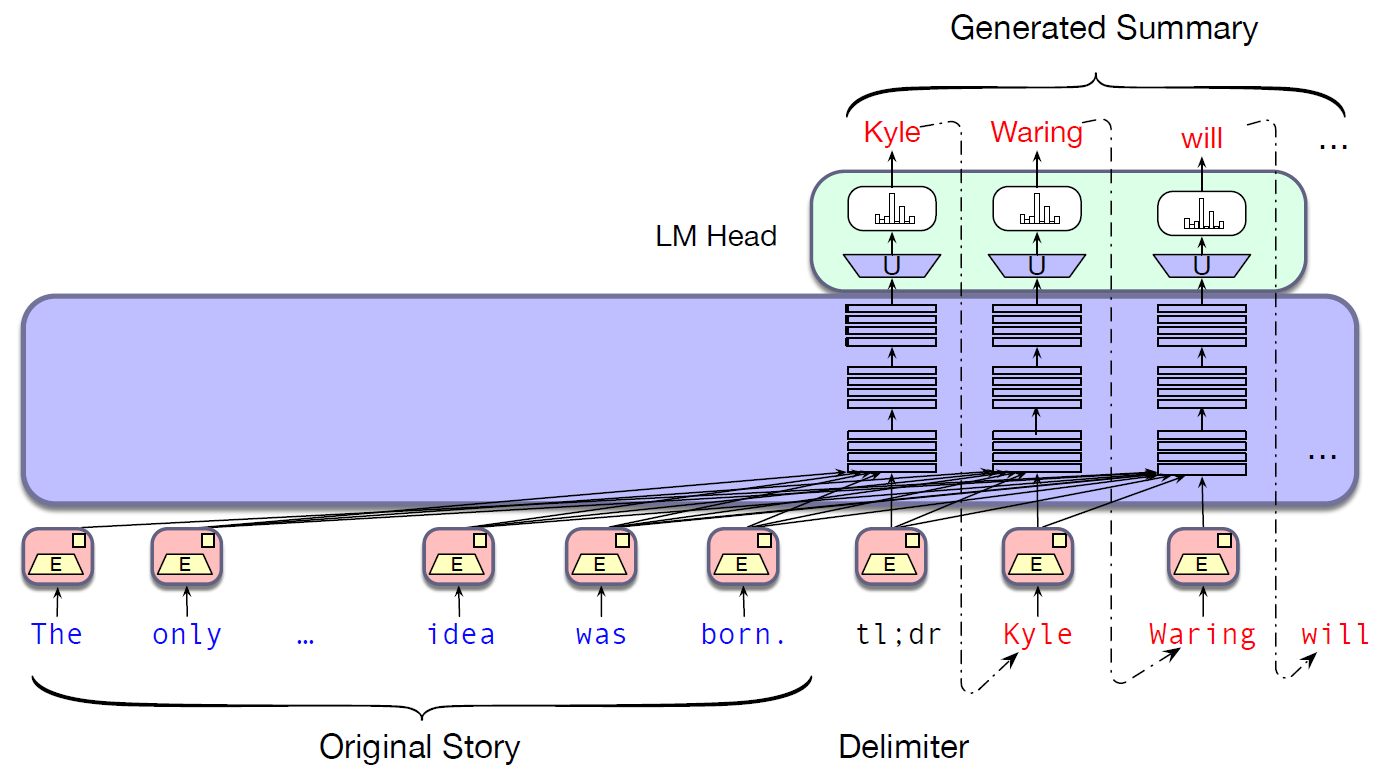 Generated Summary
Kyle Waring will ...
LM Head
U U U
...
E E E E E E E E
The only … idea was born. tl;dr Kyle Waring will
Original Story Delimiter